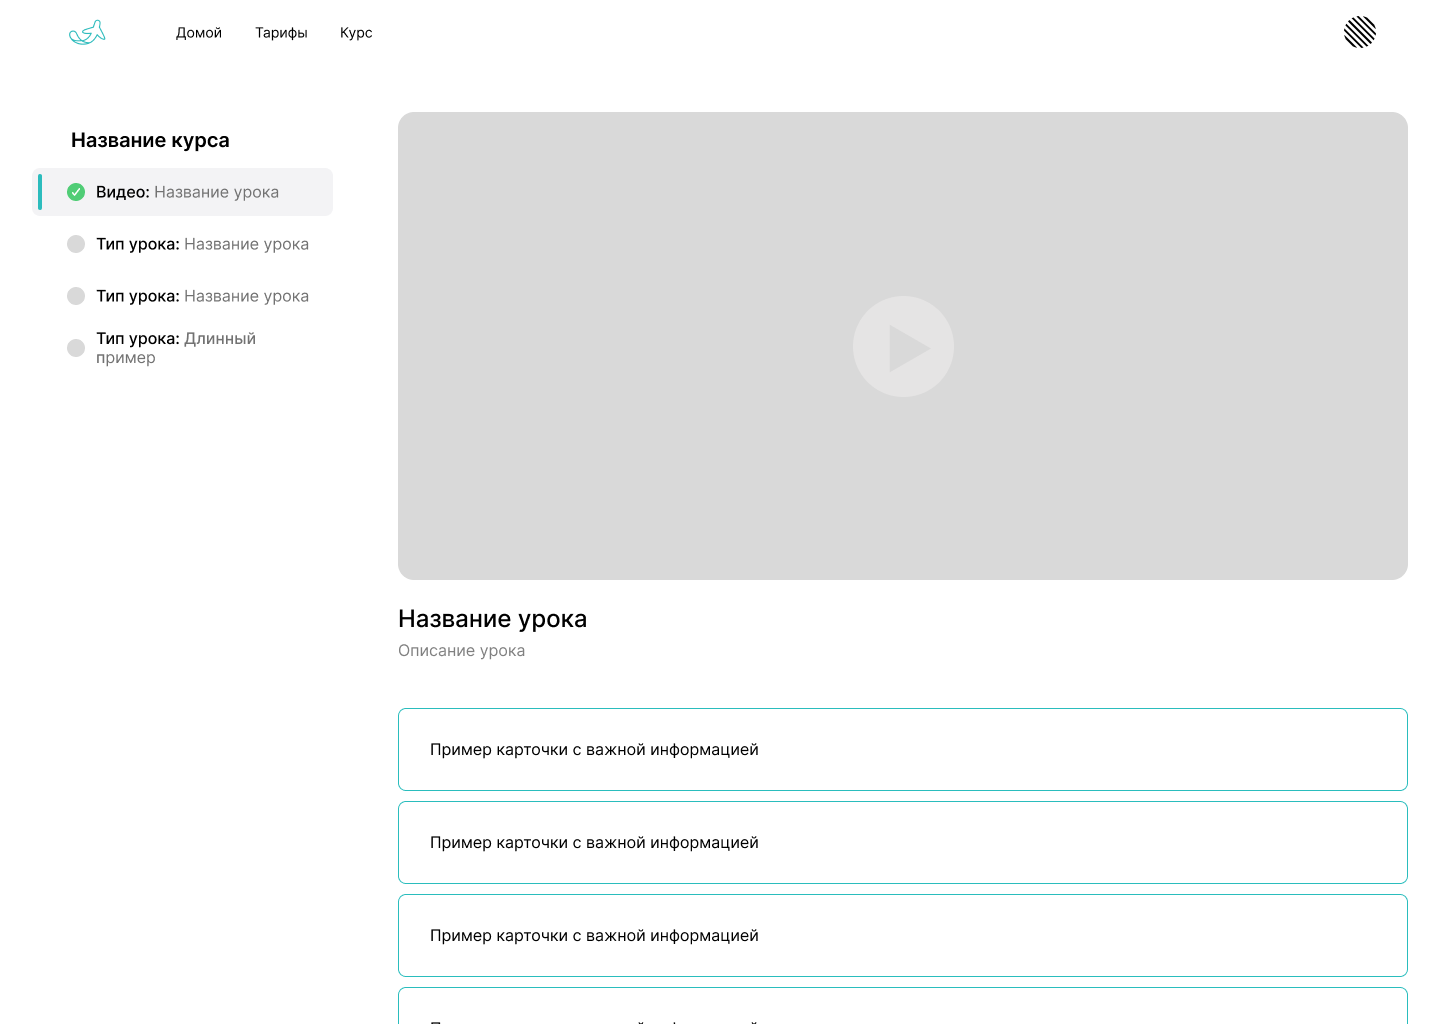 Домой
Тарифы
Курс
Название курса
Видео: Название урока
Тип урока: Название урока
Тип урока: Название урока
Тип урока: Длинный
пример
Название урока
Описание урока
Пример карточки с важной информацией
Пример карточки с важной информацией
Пример карточки с важной информацией